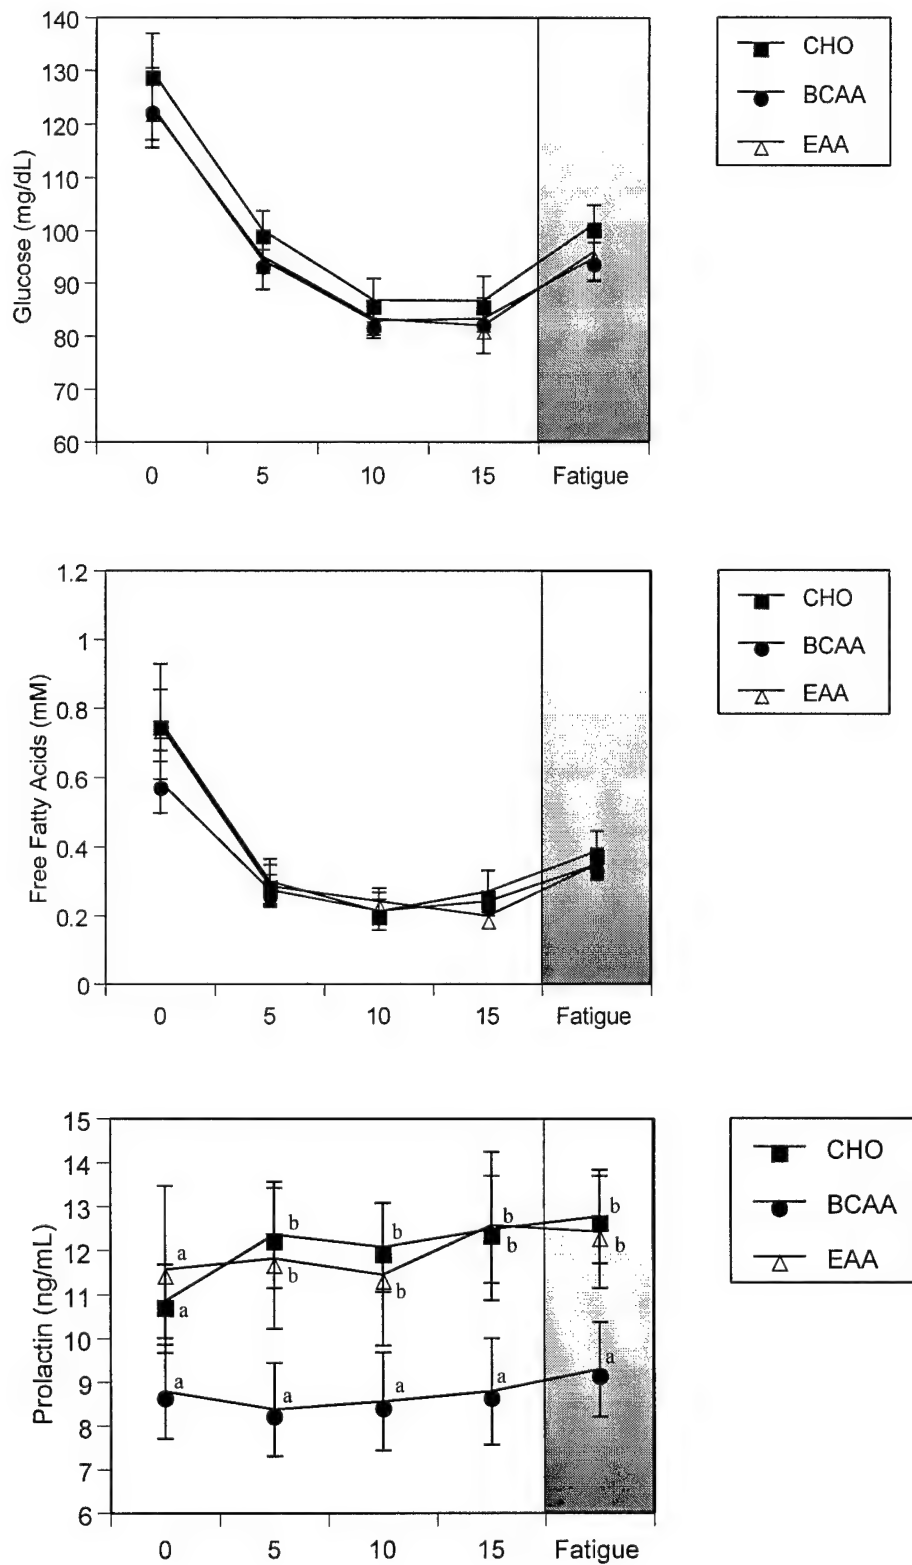 140
130
120
110
100
90
80
70
60
Glucose (mg/dL)
0 5 10 15 Fatigue
CHO
BCAA
EAA
1.2
1
0.8
0.6
0.4
0.2
0
Free Fatty Acids (mM)
0 5 10 15 Fatigue
CHO
BCAA
EAA
15
14
13
12
11
10
9
8
7
6
Prolactin (ng/mL)
a b b b b
a b b b b
a a a a a
0 5 10 15 Fatigue
CHO
BCAA
EAA